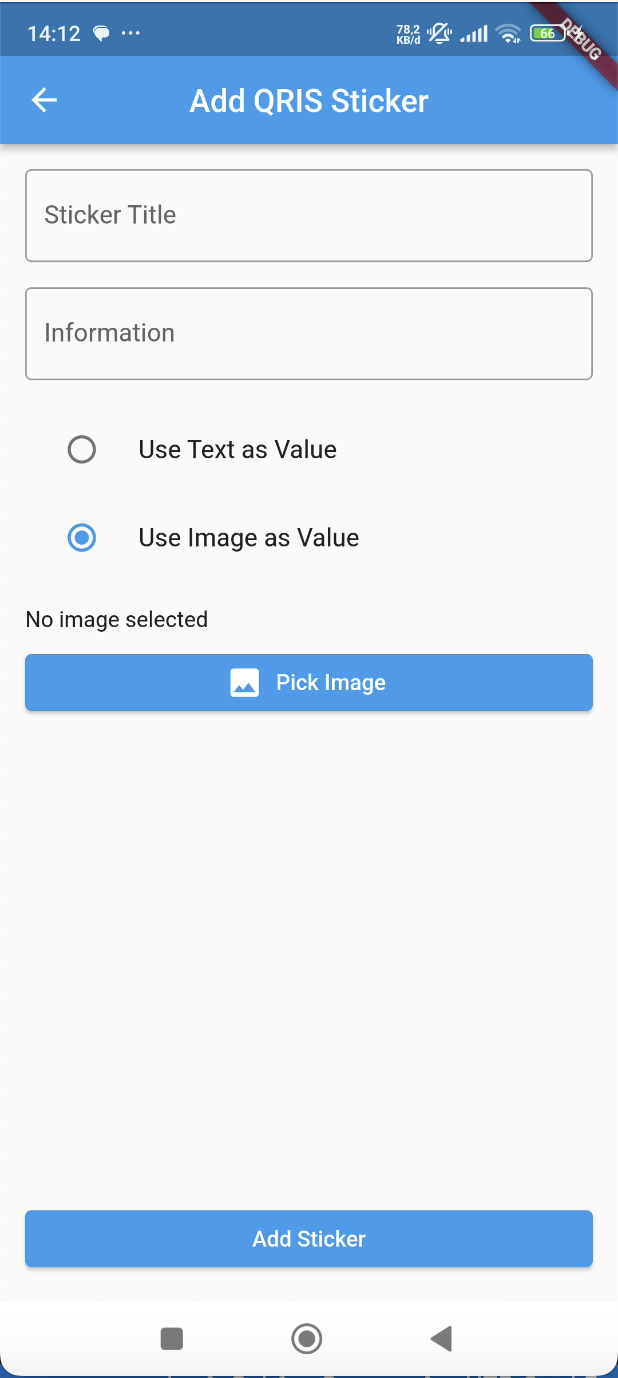 14:12
78,2
KB/d
66
DEBUG
Add QRIS Sticker
Sticker Title
Information
Use Text as Value
Use Image as Value
No image selected
Pick Image
Add Sticker